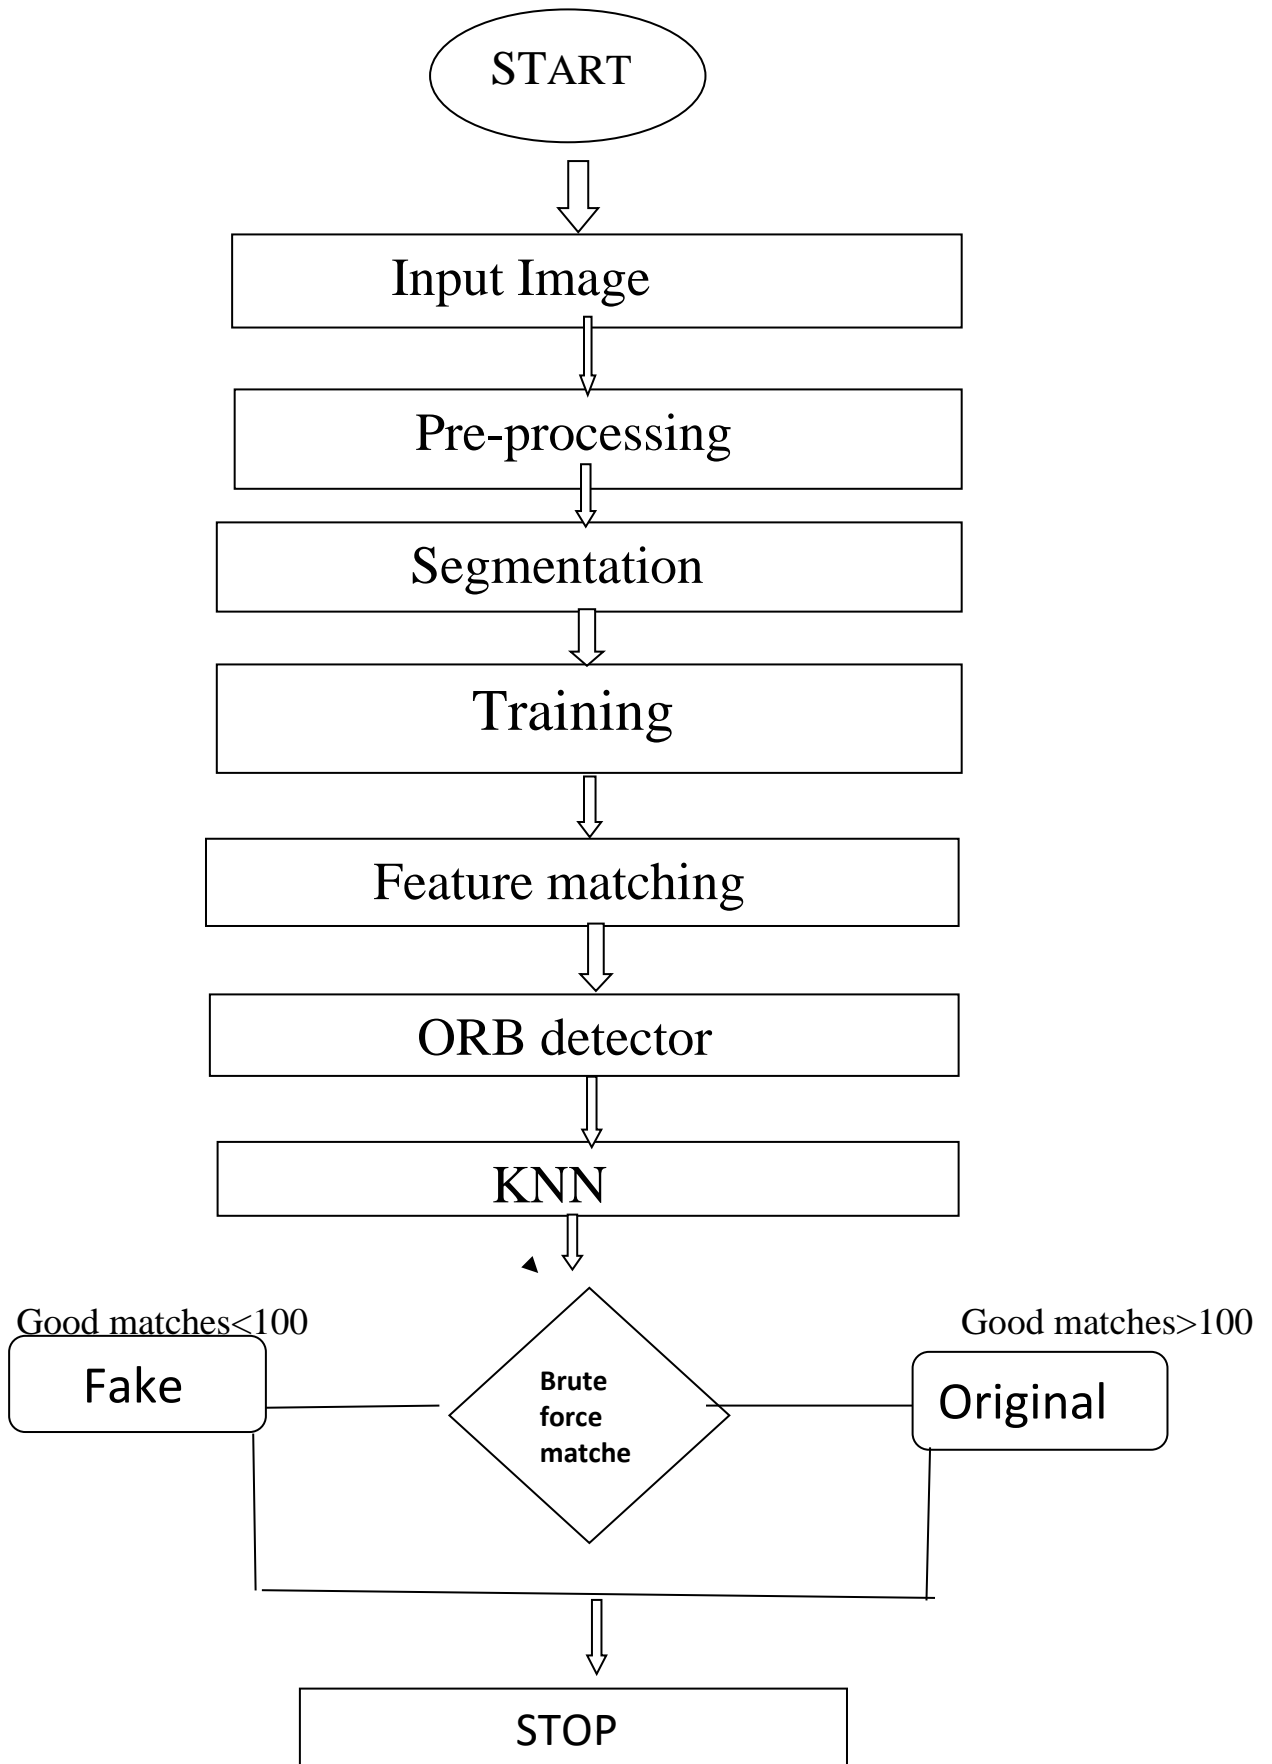 START
Input Image
Pre-processing
Segmentation
Training
Feature matching
ORB detector
KNN
Good matches<100
Good matches>100
Fake
Brute
force
matche
Original
STOP